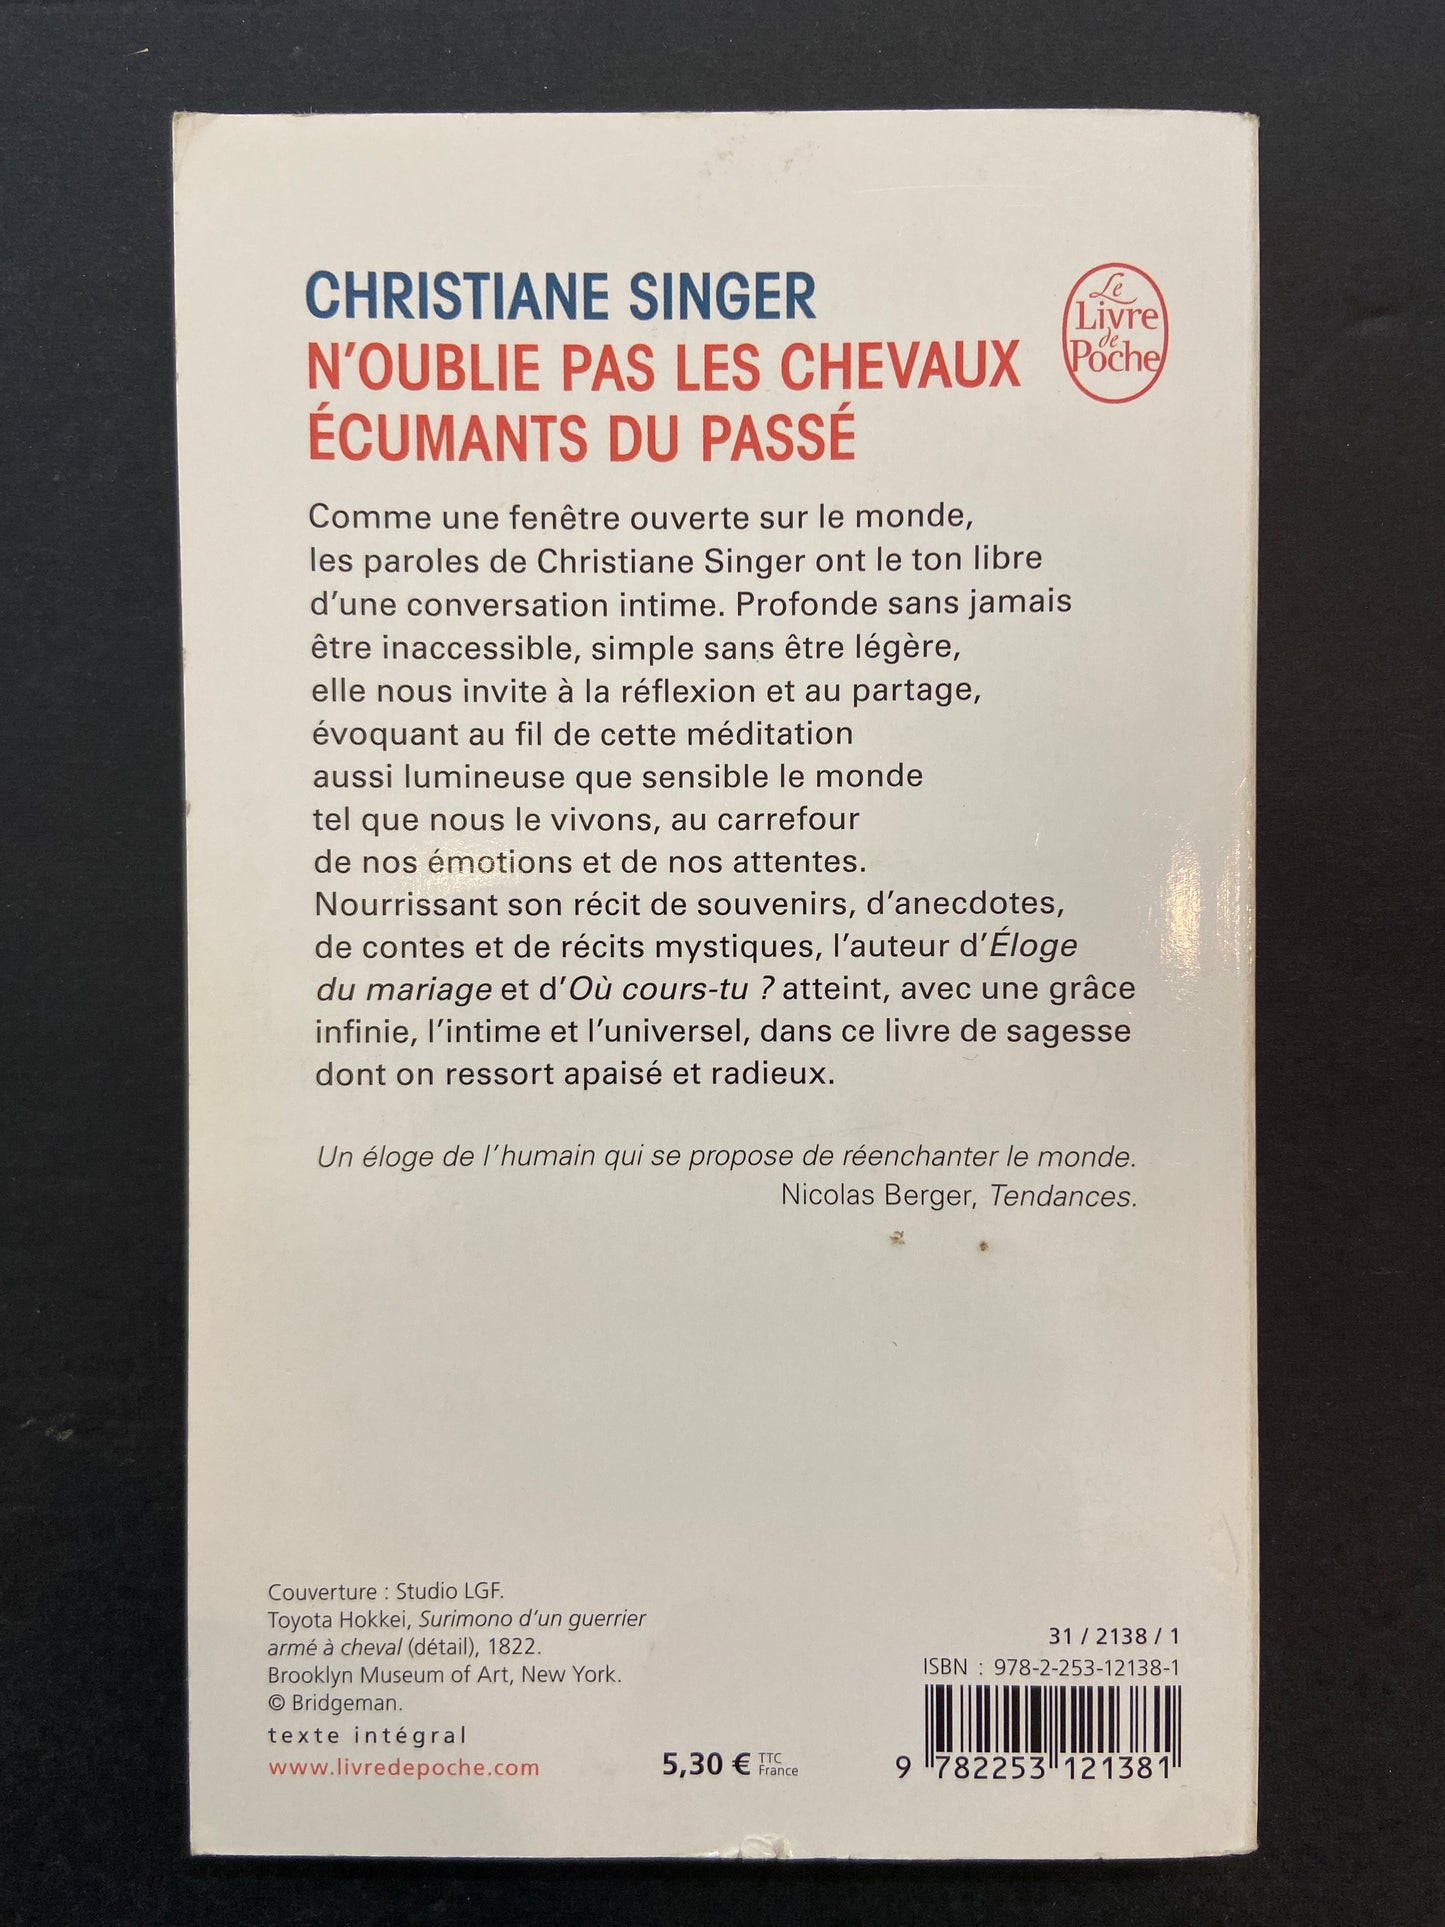 CHRISTIANE SINGER
N'OUBLIE PAS LES CHEVAUX
ÉCUMANTS DU PASSÉ
Le
Livre
de
Poche
Comme une fenêtre ouverte sur le monde,
les paroles de Christiane Singer ont le ton libre
d'une conversation intime. Profonde sans jamais
être inaccessible, simple sans être légère,
elle nous invite à la réflexion et au partage,
évoquant au fil de cette méditation
aussi lumineuse que sensible le monde
tel que nous le vivons, au carrefour
de nos émotions et de nos attentes.
Nourrissant son récit de souvenirs, d'anecdotes,
de contes et de récits mystiques, l'auteur d'Éloge
du mariage et d'Où cours-tu ? atteint, avec une grâce
infinie, l'intime et l'universel, dans ce livre de sagesse
dont on ressort apaisé et radieux.
Un éloge de l'humain qui se propose de réenchanter le monde.
Nicolas Berger, Tendances.
Couverture : Studio LGF.
Toyota Hokkei, Surimono d'un guerrier
armé à cheval (détail), 1822.
Brooklyn Museum of Art, New York.
© Bridgeman.
texte intégral
www.livredepoche.com
5,30 € TTC
France
31 / 2138 / 1
ISBN : 978-2-253-12138-1
9 782253 121381